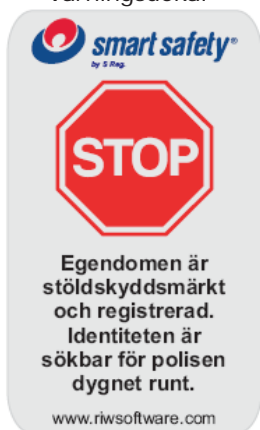 smart safety®
by S Reg.
STOP
Egendomen är
stöldskyddsmärkt
och registrerad.
Identiteten är
sökbar för polisen
dygnet runt.
www.riwsoftware.com